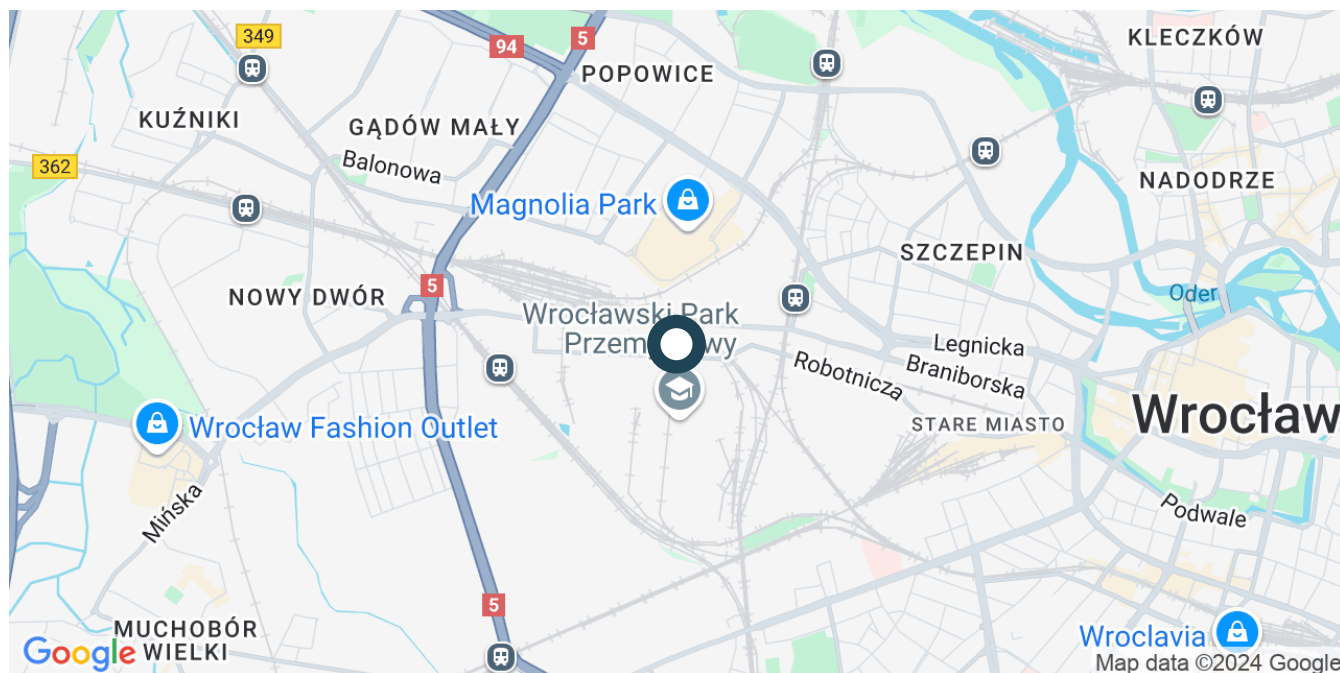 349
94
5
POPOWICE
KLECZKÓW
KUŹNIKI
GĄDÓW MAŁY
362
Balonowa
NADODRZE
Magnolia Park
SZCZEPIN
5
NOWY DWÓR
Oder
Wrocławski Park
Legnicka
Robotnicza
Braniborska
Wrocław Fashion Outlet
STARE MIASTO
Wrocław
Mińska
Podwale
5
MUCHOBÓR
WIELKI
Google
Wroclavia
Map data ©2024 Google